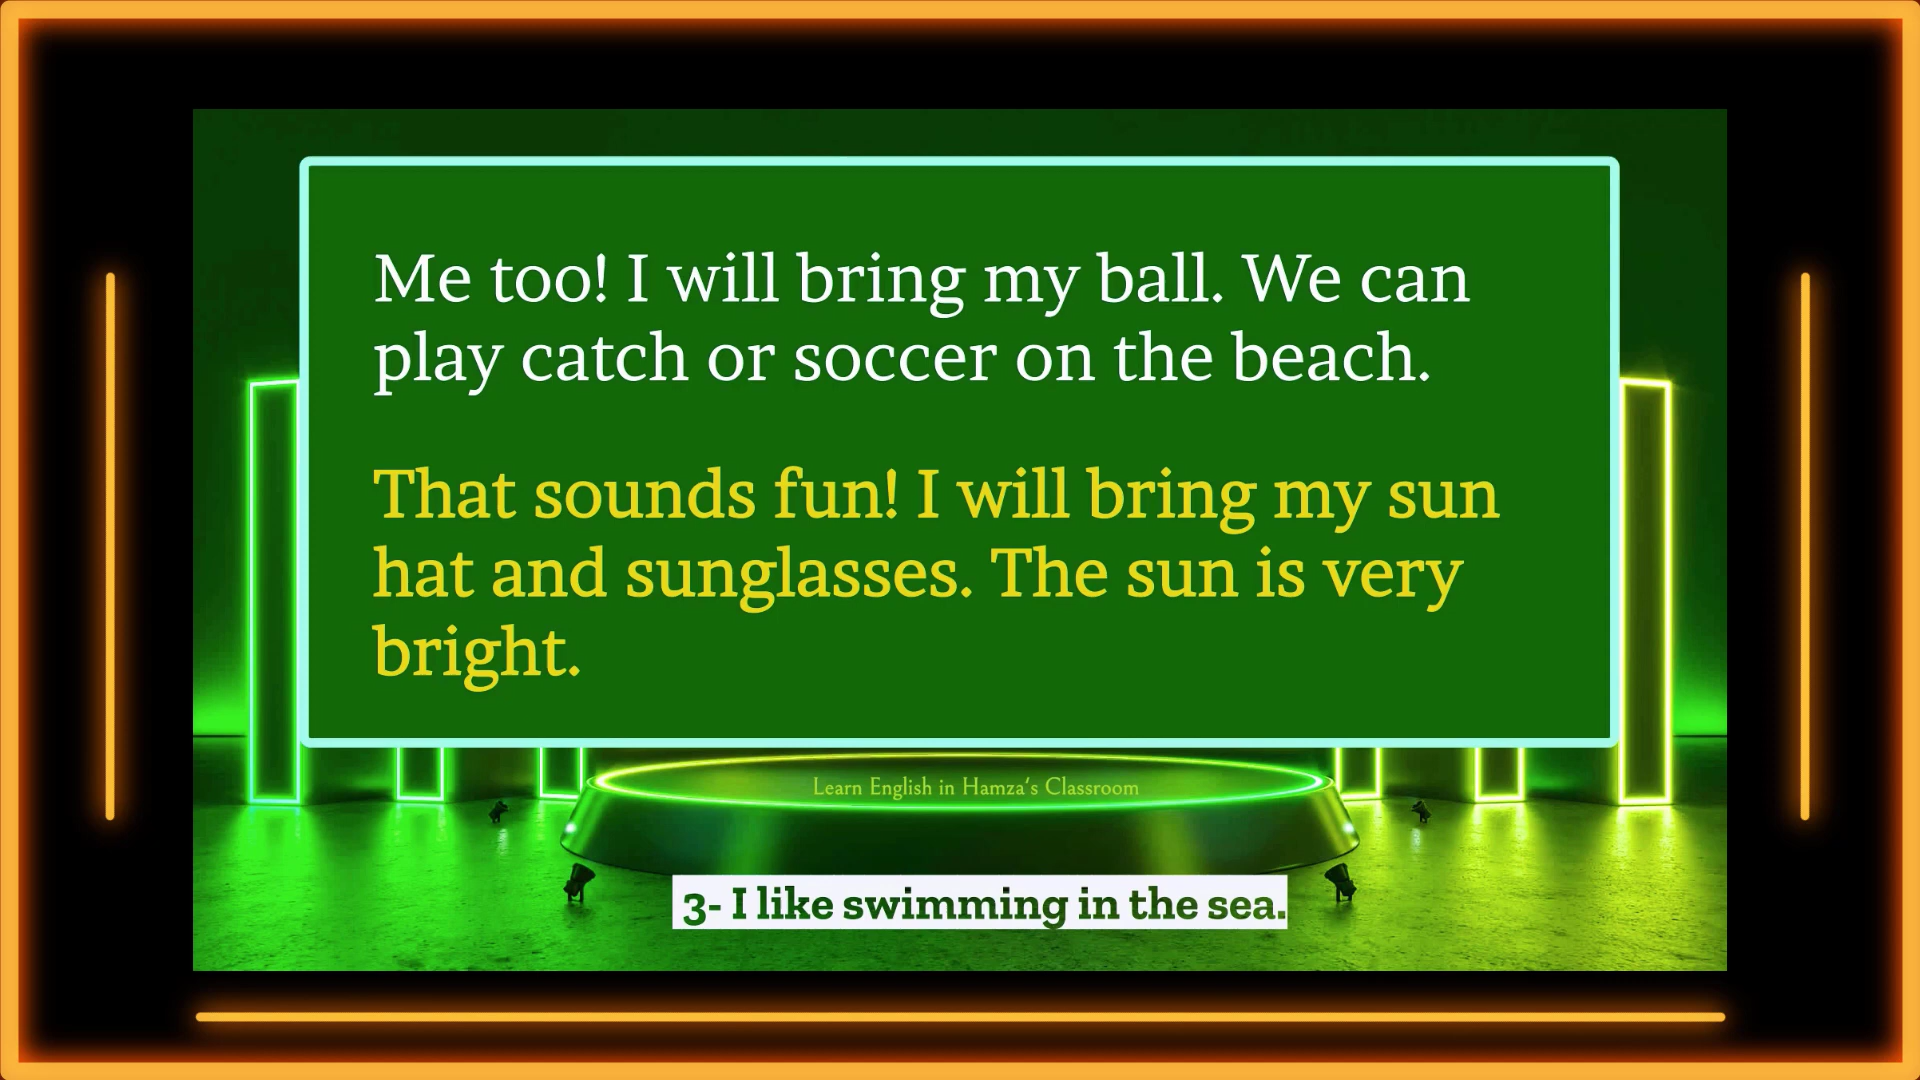 Me too! I will bring my ball. We can
play catch or soccer on the beach.
That sounds fun! I will bring my sun
hat and sunglasses. The sun is very
bright.
Learn English in Hamza's Classroom
3- I like swimming in the sea.